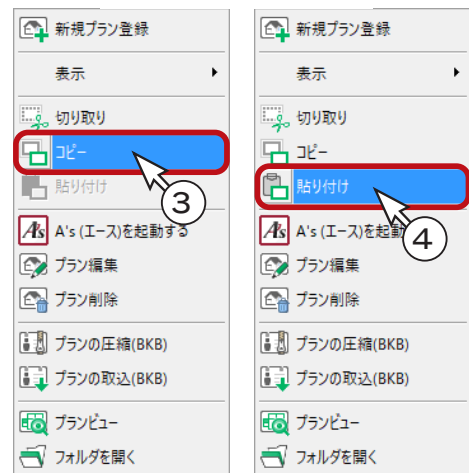 新規プラン登録
表示
切り取り
コピー
貼り付け
A's A's (エース)を起動する
プラン編集
プラン削除
プランの圧縮(BKB)
プランの取込(BKB)
プランビュー
フォルダを開く
3
新規プラン登録
表示
切り取り
コピー
貼り付け
A's A's (エース)を起動
プラン編集
プラン削除
プランの圧縮(BKB)
プランの取込(BKB)
プランビュー
フォルダを開く
4